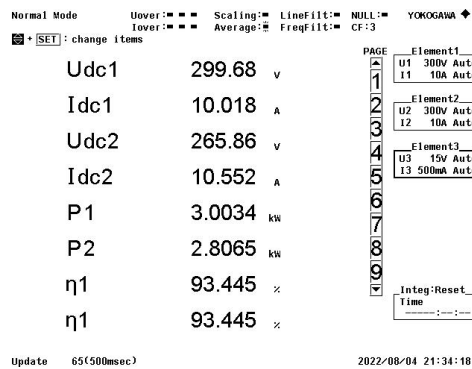 Normal Mode Uover: Scaling: LineFilt: NULL: YOKOGAWA
Iover: Average: FreqFilt: CF:3
+ SET : change items
PAGE
Udc1 299.68 V
Idc1 10.018 A
Udc2 265.86 V
Idc2 10.552 A
P1 3.0034 kW
P2 2.8065 kW
η1 93.445 %
η1 93.445 %
1
2
3
4
5
6
7
8
9
Element1
U1 300V Aut
I1 10A Aut
Element2
U2 300V Aut
I2 10A Aut
Element3
U3 15V Aut
I3 500mA Aut
Integ:Reset
Time
-----:--:--
Update 65(500msec) 2022/08/04 21:34:18